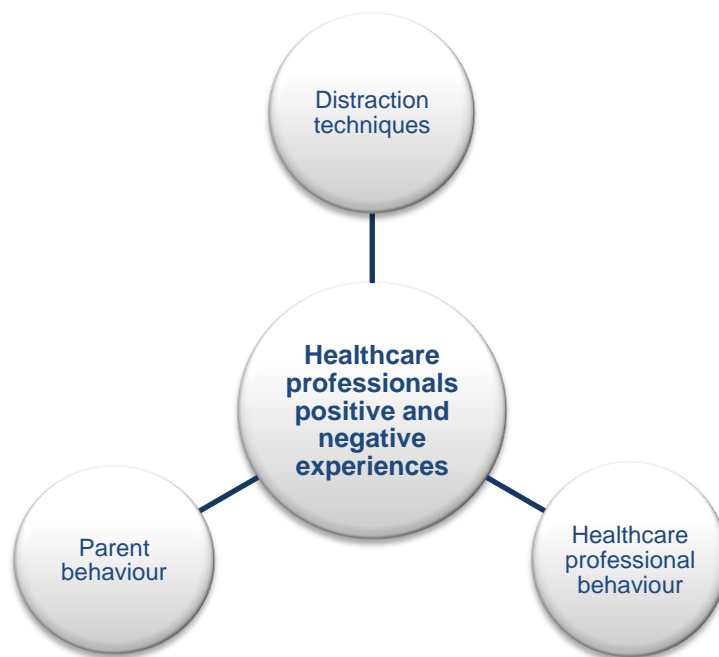 Distraction
techniques
Healthcare
professionals
positive and
negative
experiences
Parent
behaviour
Healthcare
professional
behaviour